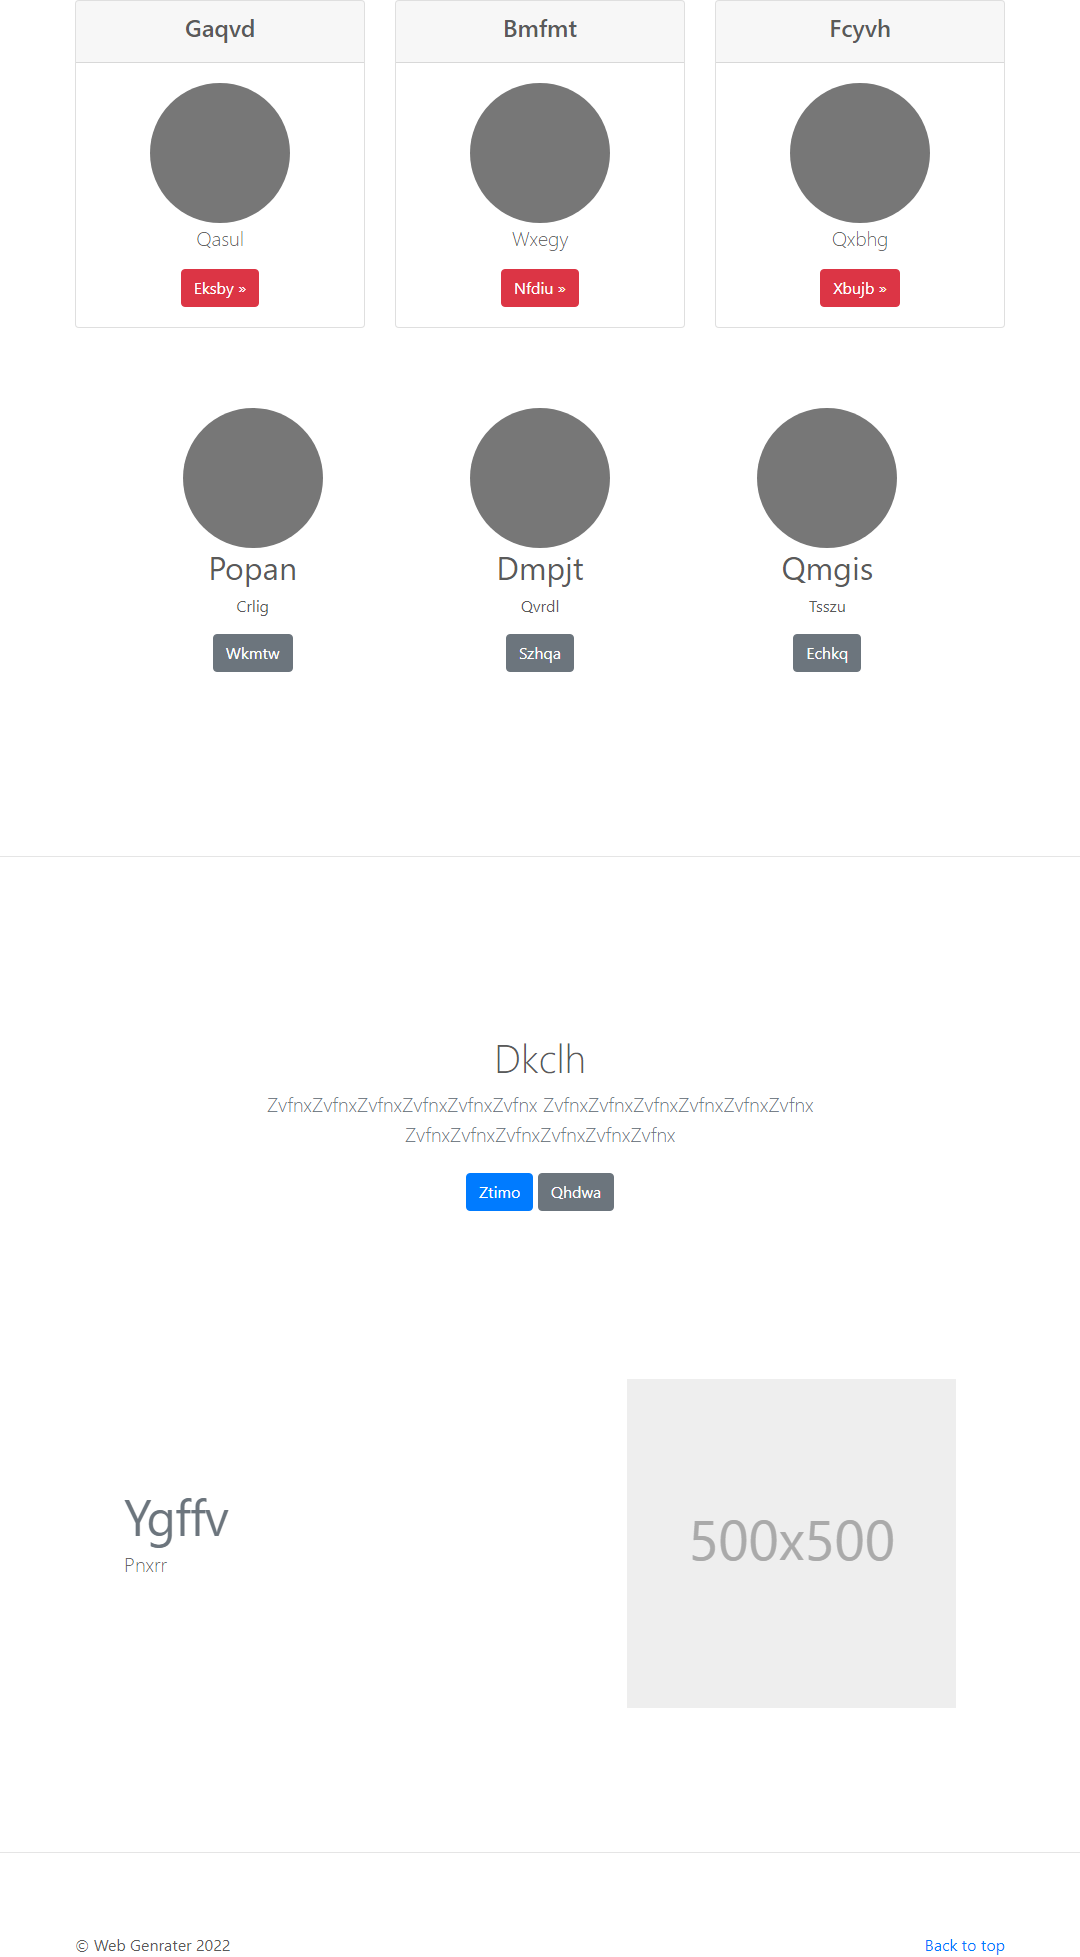 Gaqvd
Bmfmt
Fcyvh
Qasul
Wxegy
Qxbhg
Eksby »
Nfdiu »
Xbujb »
Popan
Dmpjt
Qmgis
Crlig
Qvrdl
Tsszu
Wkmtw
Szhqa
Echkq
Dkclh
ZvfnxZvfnxZvfnxZvfnxZvfnxZvfnx ZvfnxZvfnxZvfnxZvfnxZvfnxZvfnx
ZvfnxZvfnxZvfnxZvfnxZvfnxZvfnx
Ztimo
Qhdwa
Ygffv
Pnxrr
500x500
© Web Genrater 2022
Back to top